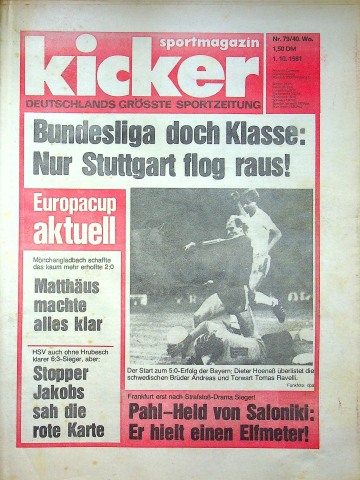 sportmagazin
kicker
DEUTSCHLANDS GRÖSSTE SPORTZEITUNG
Nr. 79/40. Wo.
1,50 DM
1. 10. 1981
Bundesliga doch Klasse:
Nur Stuttgart flog raus!
Europacup
aktuell
Mönchengladbach schaffte
das kaum mehr erhoffte 2:0
Matthäus
machte
alles klar
HSV auch ohne Hrubesch
klarer 6:3-Sieger, aber:
Stopper
Jakobs
sah die
rote Karte
Der Start zum 5:0-Erfolg der Bayern: Dieter Hoeneß überlistete die
schwedischen Brüder Andreas und Torwart Tomas Ravelli.
Funkfoto: dpa
Frankfurt erst nach Strafstoß-Drama Sieger!
Pahl-Held von Saloniki:
Er hielt einen Elfmeter!